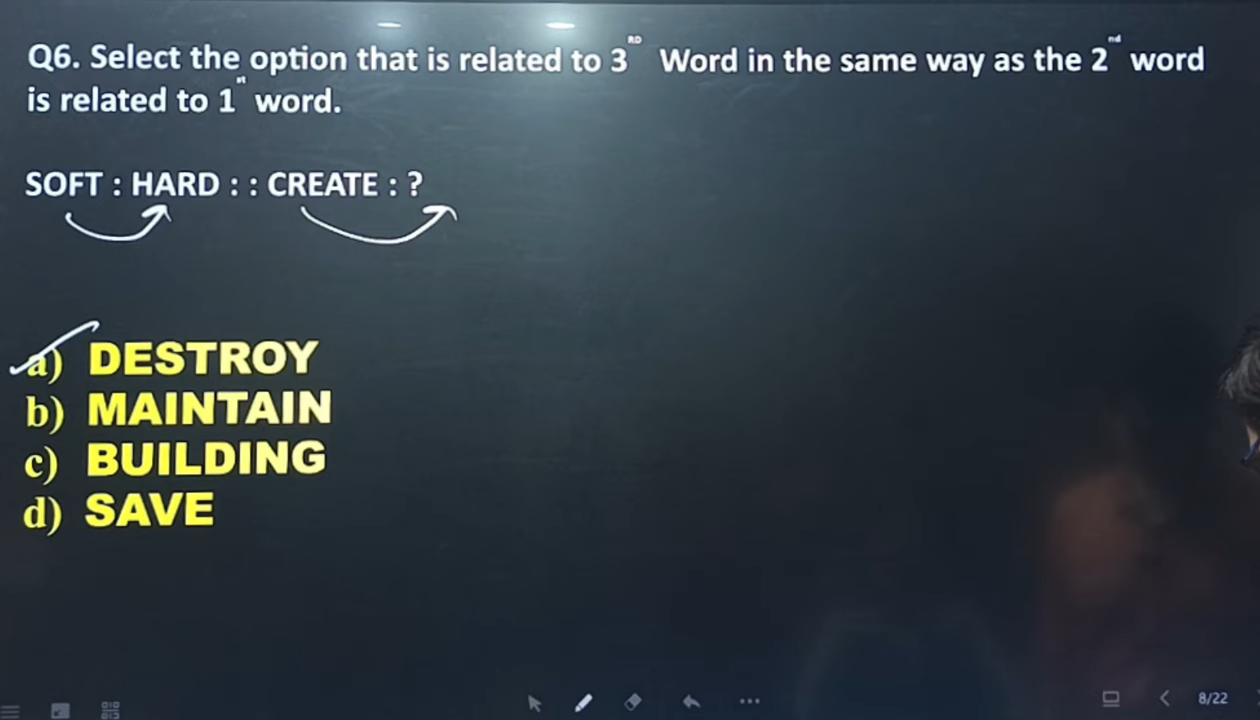 Q6. Select the option that is related to 3RD Word in the same way as the 2nd word
is related to 1st word.
SOFT : HARD : : CREATE : ?
a) DESTROY
b) MAINTAIN
c) BUILDING
d) SAVE
8/22